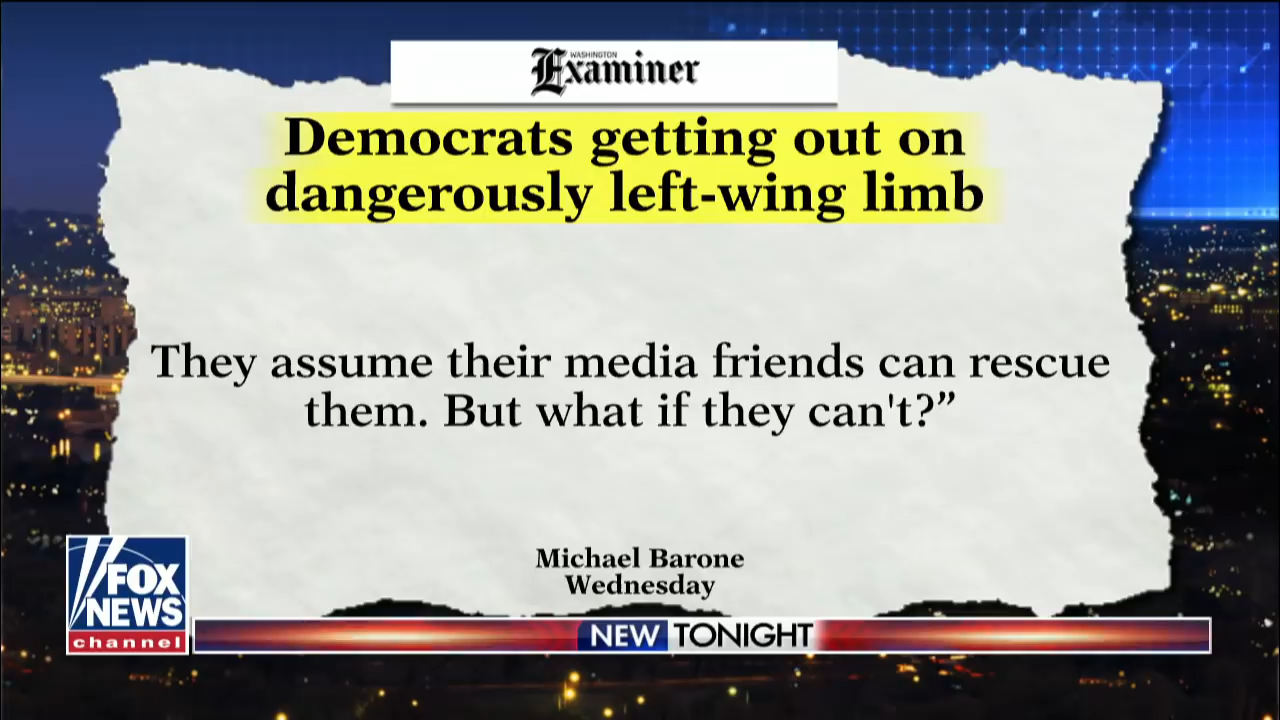 WASHINGTON
Examiner
Democrats getting out on
dangerously left-wing limb
They assume their media friends can rescue
them. But what if they can't?”
Michael Barone
Wednesday
FOX
NEWS
channel
NEW TONIGHT